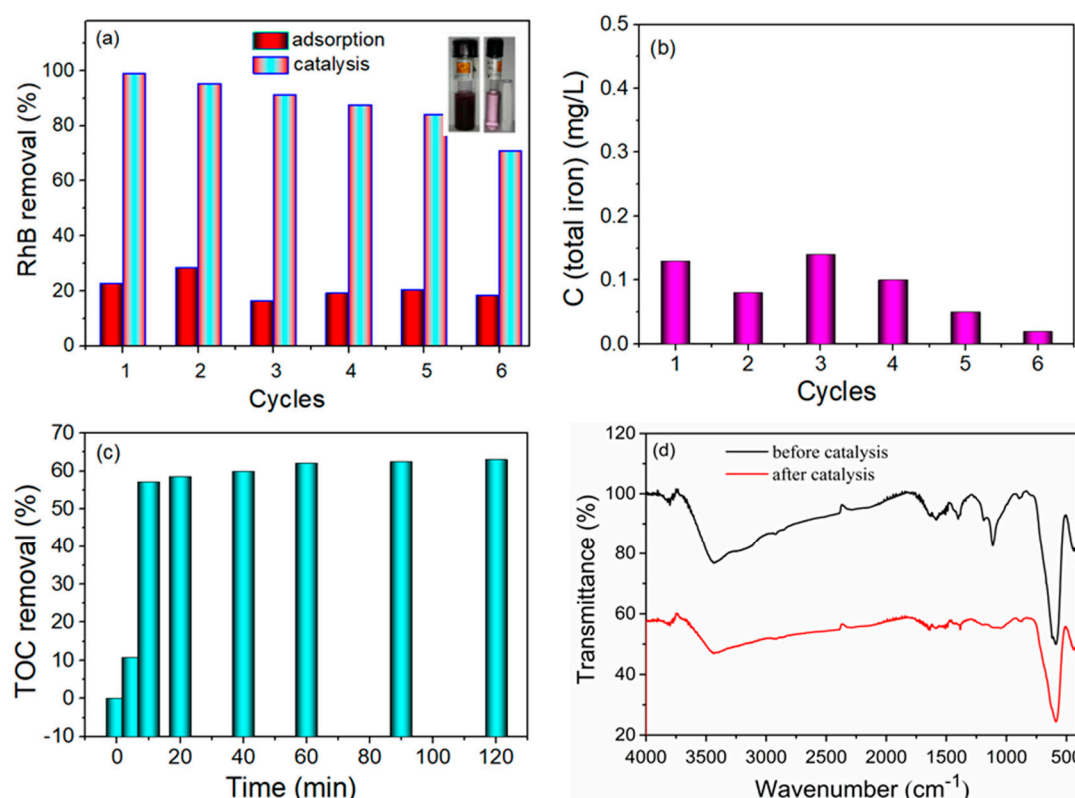 (a)
adsorption
catalysis
RhB removal (%)
100
80
60
40
20
0
1 2 3 4 5 6
Cycles
(b)
C (total iron) (mg/L)
0.5
0.4
0.3
0.2
0.1
0.0
1 2 3 4 5 6
Cycles
(c)
TOC removal (%)
70
60
50
40
30
20
10
0
-10
0 20 40 60 80 100 120
Time (min)
(d)
before catalysis
after catalysis
Transmittance (%)
120
100
80
60
40
20
4000 3500 3000 2500 2000 1500 1000 500
Wavenumber (cm⁻¹)